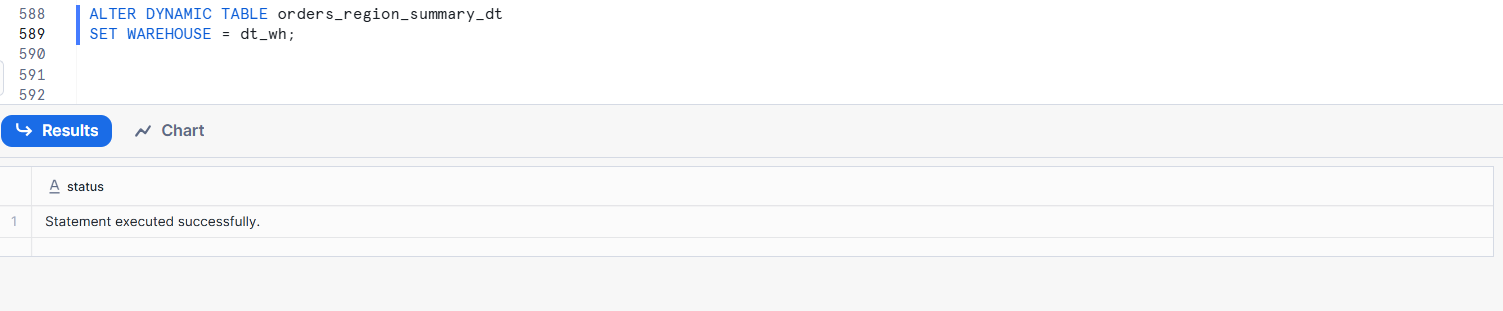 588 ALTER DYNAMIC TABLE orders_region_summary_dt
589 SET WAREHOUSE = dt_wh;
590
591
592
Results Chart
A status
1 Statement executed successfully.